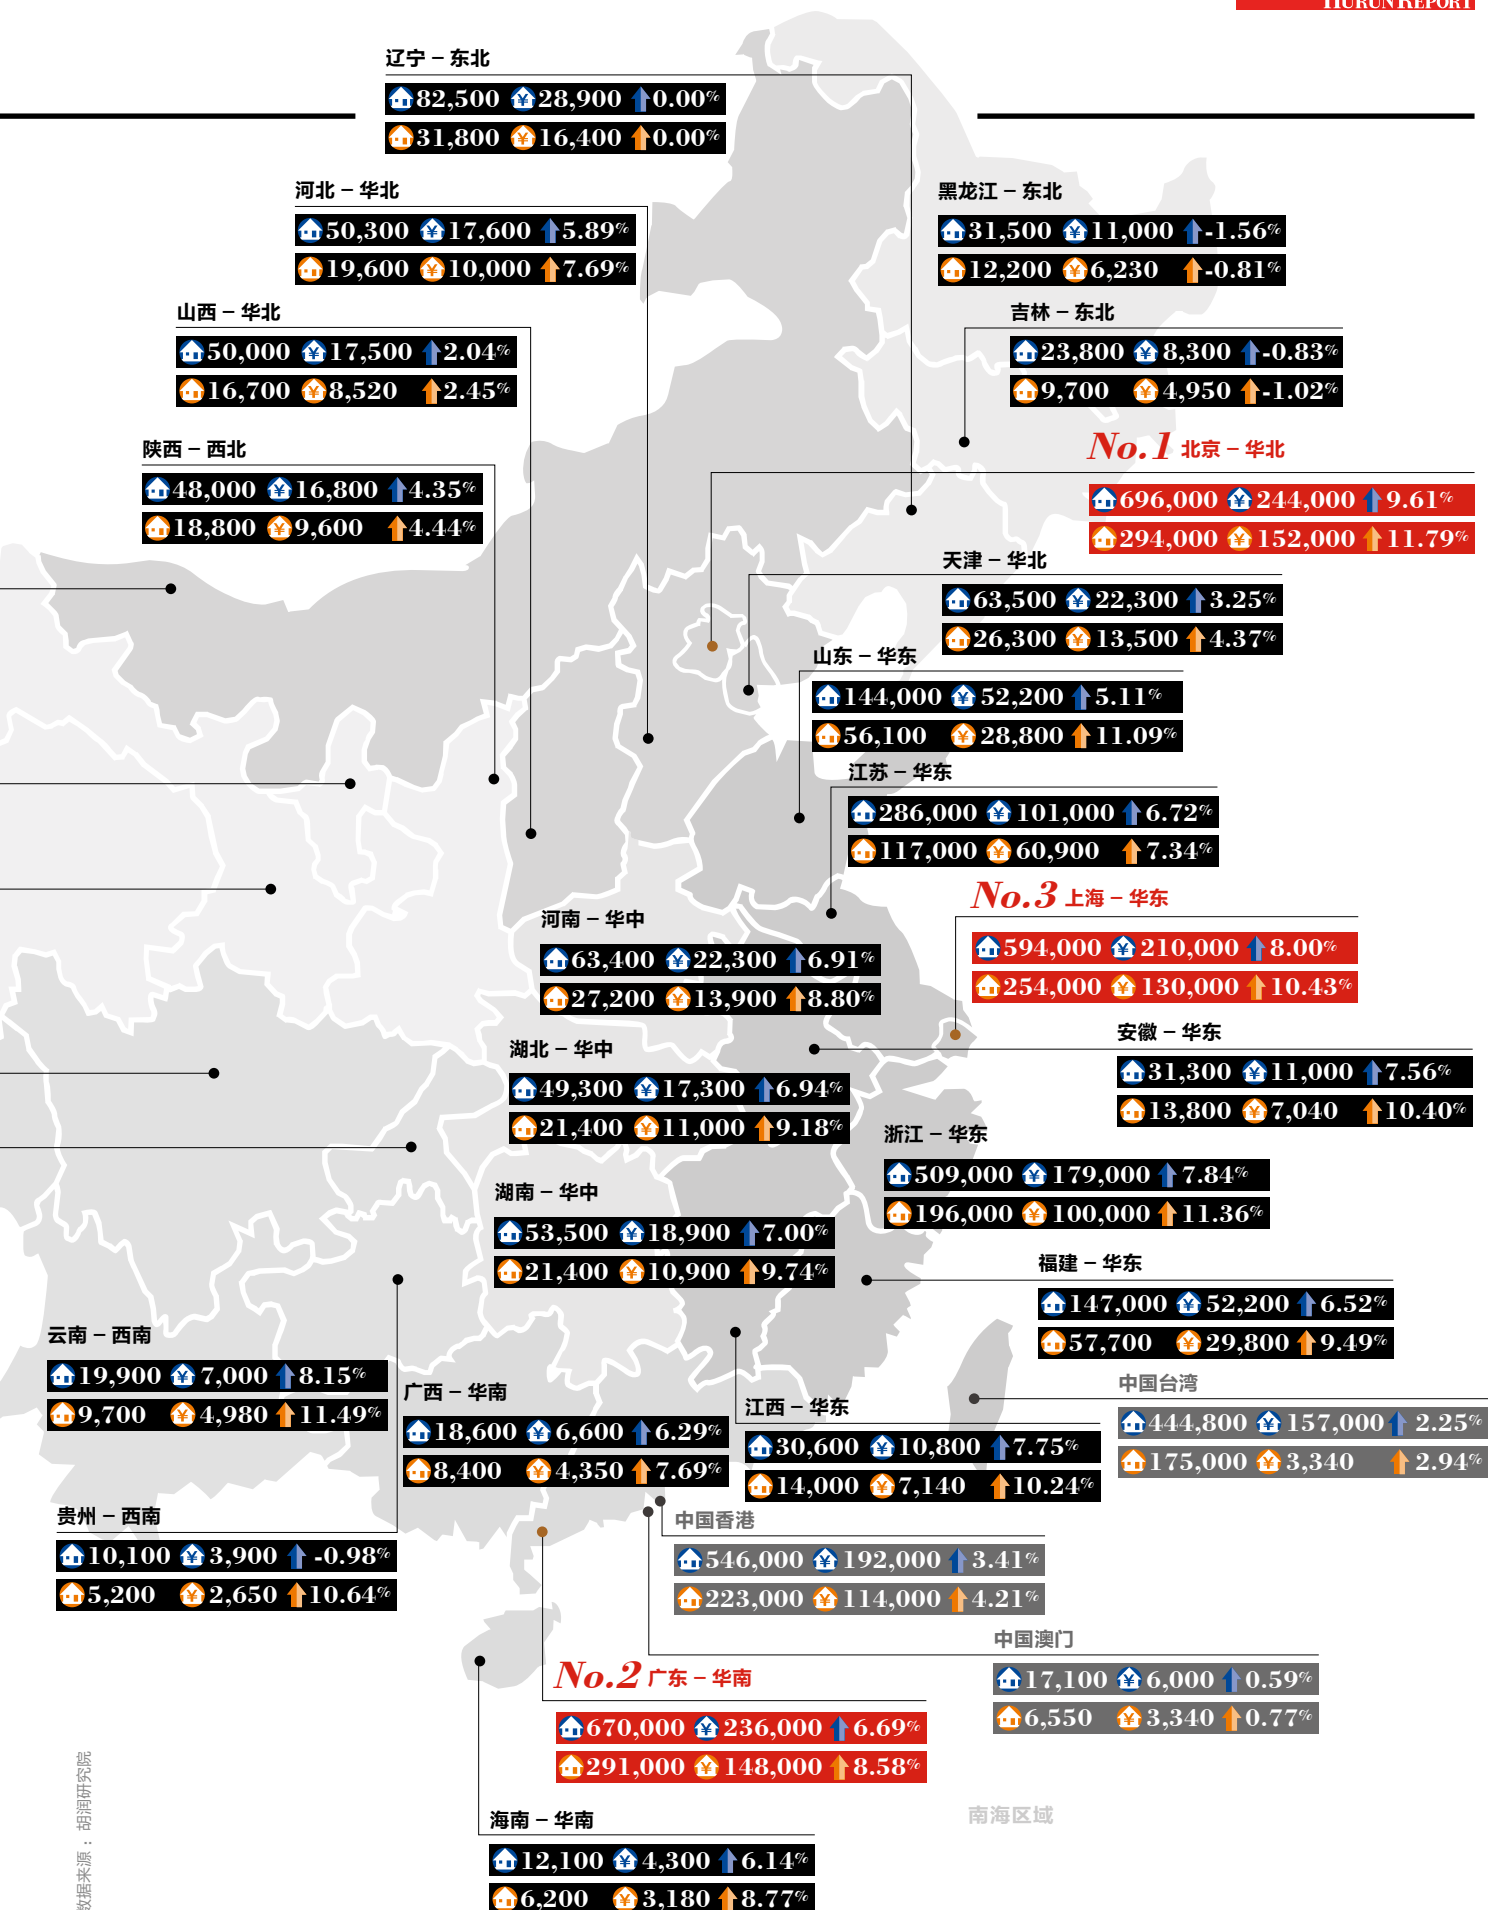 HURUN REPORT
辽宁 – 东北
82,500 28,900 0.00%
31,800 16,400 0.00%
河北 – 华北
50,300 17,600 5.89%
19,600 10,000 7.69%
黑龙江 – 东北
31,500 11,000 -1.56%
12,200 6,230 -0.81%
山西 – 华北
50,000 17,500 2.04%
16,700 8,520 2.45%
吉林 – 东北
23,800 8,300 -0.83%
9,700 4,950 -1.02%
陕西 – 西北
48,000 16,800 4.35%
18,800 9,600 4.44%
No.1 北京 – 华北
696,000 244,000 9.61%
294,000 152,000 11.79%
天津 – 华北
63,500 22,300 3.25%
26,300 13,500 4.37%
山东 – 华东
144,000 52,200 5.11%
56,100 28,800 11.09%
江苏 – 华东
286,000 101,000 6.72%
117,000 60,900 7.34%
No.3 上海 – 华东
594,000 210,000 8.00%
254,000 130,000 10.43%
河南 – 华中
63,400 22,300 6.91%
27,200 13,900 8.80%
安徽 – 华东
31,300 11,000 7.56%
13,800 7,040 10.40%
湖北 – 华中
49,300 17,300 6.94%
21,400 11,000 9.18%
浙江 – 华东
509,000 179,000 7.84%
196,000 100,000 11.36%
湖南 – 华中
53,500 18,900 7.00%
21,400 10,900 9.74%
福建 – 华东
147,000 52,200 6.52%
57,700 29,800 9.49%
云南 – 西南
19,900 7,000 8.15%
9,700 4,980 11.49%
广西 – 华南
18,600 6,600 6.29%
8,400 4,350 7.69%
江西 – 华东
30,600 10,800 7.75%
14,000 7,140 10.24%
中国台湾
444,800 157,000 2.25%
175,000 3,340 2.94%
贵州 – 西南
10,100 3,900 -0.98%
5,200 2,650 10.64%
中国香港
546,000 192,000 3.41%
223,000 114,000 4.21%
中国澳门
17,100 6,000 0.59%
6,550 3,340 0.77%
No.2 广东 – 华南
670,000 236,000 6.69%
291,000 148,000 8.58%
南海区域
海南 – 华南
12,100 4,300 6.14%
6,200 3,180 8.77%
数据来源 : 胡润研究院